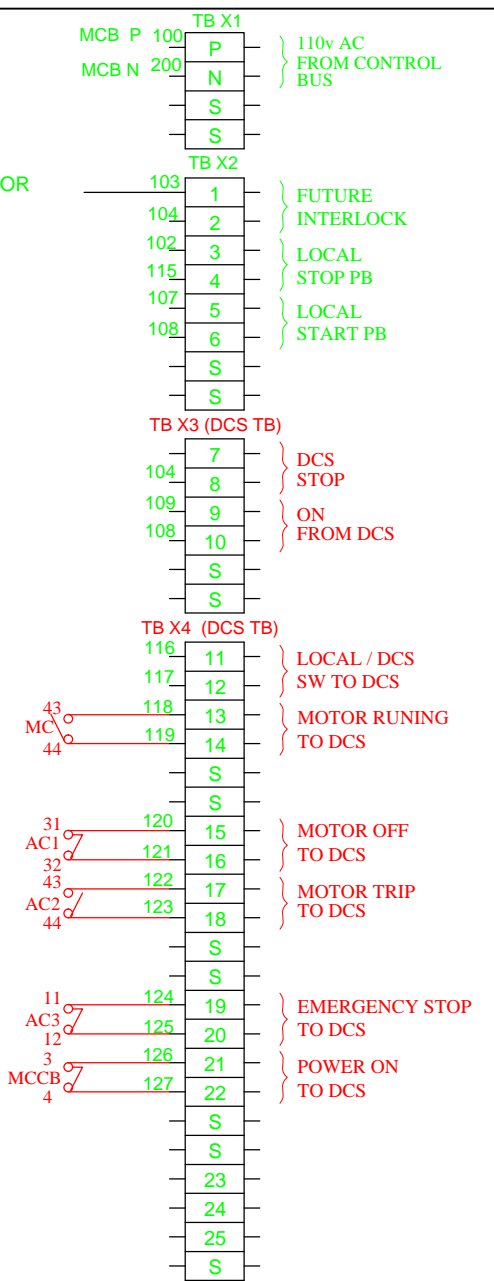 TB X1
MCB P 100 P
MCB N 200 N
S
S
110v AC
FROM CONTROL
BUS
TB X2
OR 103 1
104 2
FUTURE
INTERLOCK
102 3
115 4
LOCAL
STOP PB
107 5
108 6
LOCAL
START PB
S
S
TB X3 (DCS TB)
7
104 8
DCS
STOP
109 9
108 10
ON
FROM DCS
S
S
TB X4 (DCS TB)
116 11
117 12
LOCAL / DCS
SW TO DCS
43 118 13
MC
44 119 14
MOTOR RUNING
TO DCS
S
S
31 120 15
AC1
32 121 16
MOTOR OFF
TO DCS
43 122 17
AC2
44 123 18
MOTOR TRIP
TO DCS
S
S
11 124 19
AC3
12 125 20
EMERGENCY STOP
TO DCS
3 126 21
MCCB
4 127 22
POWER ON
TO DCS
S
S
23
24
25
S